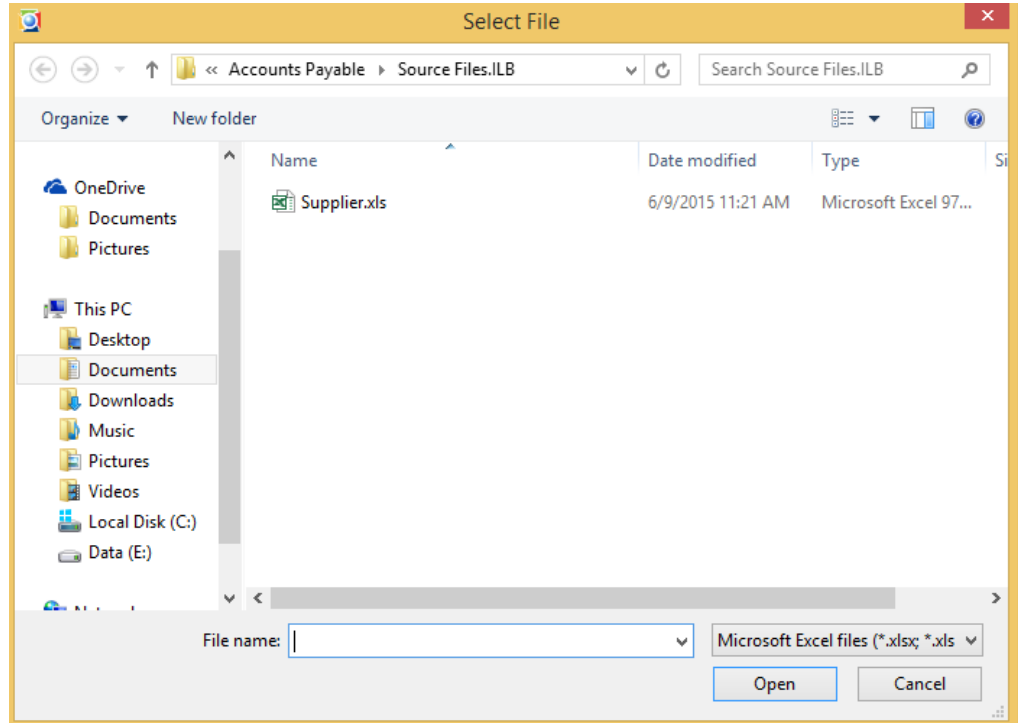 Select File
« Accounts Payable Source Files.ILB
Search Source Files.ILB
Organize New folder
Name Date modified Type Si
OneDrive
Documents
Pictures
Supplier.xls 6/9/2015 11:21 AM Microsoft Excel 97...
This PC
Desktop
Documents
Downloads
Music
Pictures
Videos
Local Disk (C:)
Data (E:)
File name: Microsoft Excel files (*.xlsx; *.xls
Open Cancel